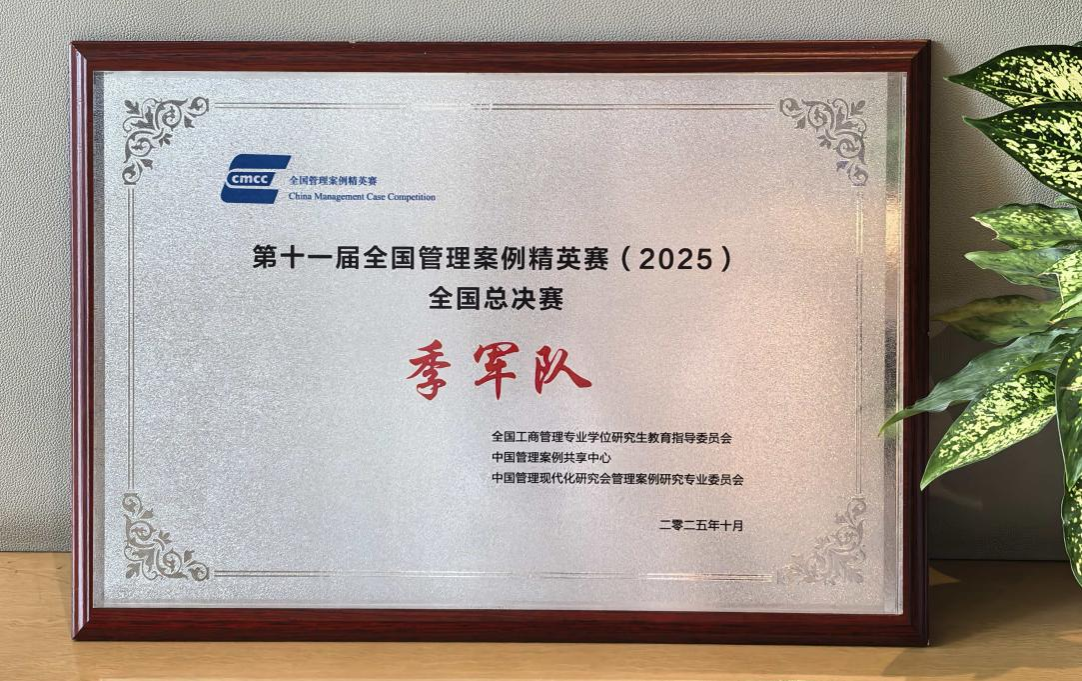 cmcc
全国管理案例精英赛
China Management Case Competition
第十一届全国管理案例精英赛（2025）
全国总决赛
季军队
全国工商管理专业学位研究生教育指导委员会
中国管理案例共享中心
中国管理现代化研究会管理案例研究专业委员会
二零二五年十月